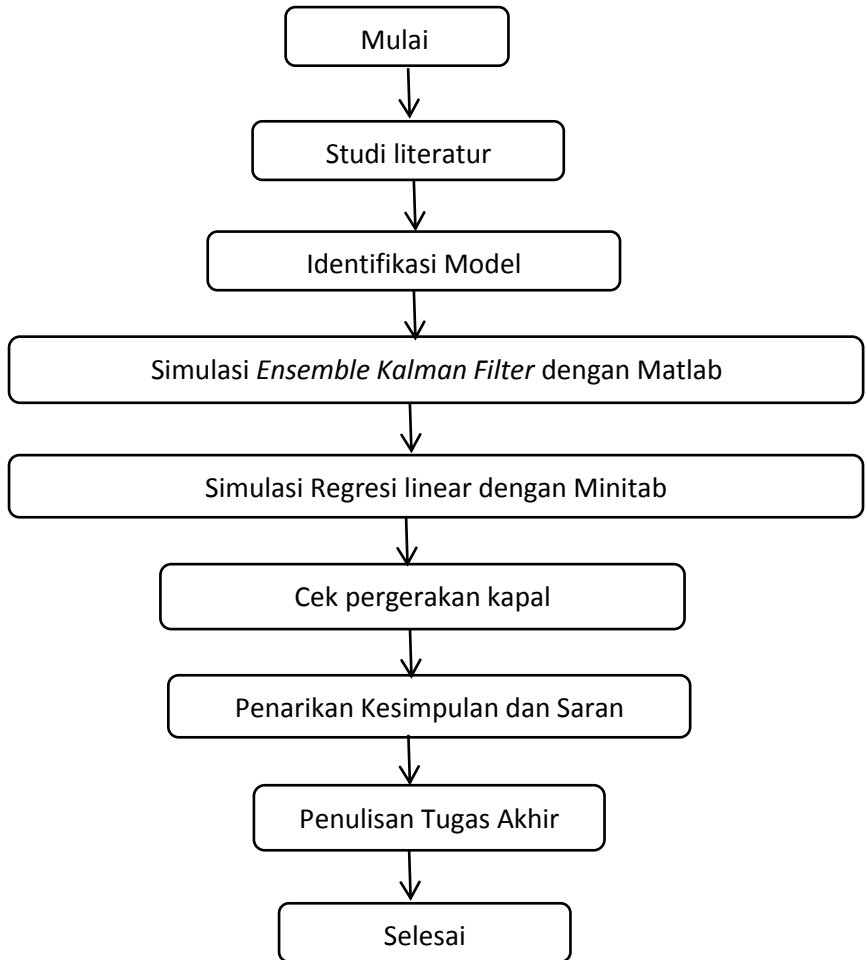 Mulai
Studi literatur
Identifikasi Model
Simulasi Ensemble Kalman Filter dengan Matlab
Simulasi Regresi linear dengan Minitab
Cek pergerakan kapal
Penarikan Kesimpulan dan Saran
Penulisan Tugas Akhir
Selesai